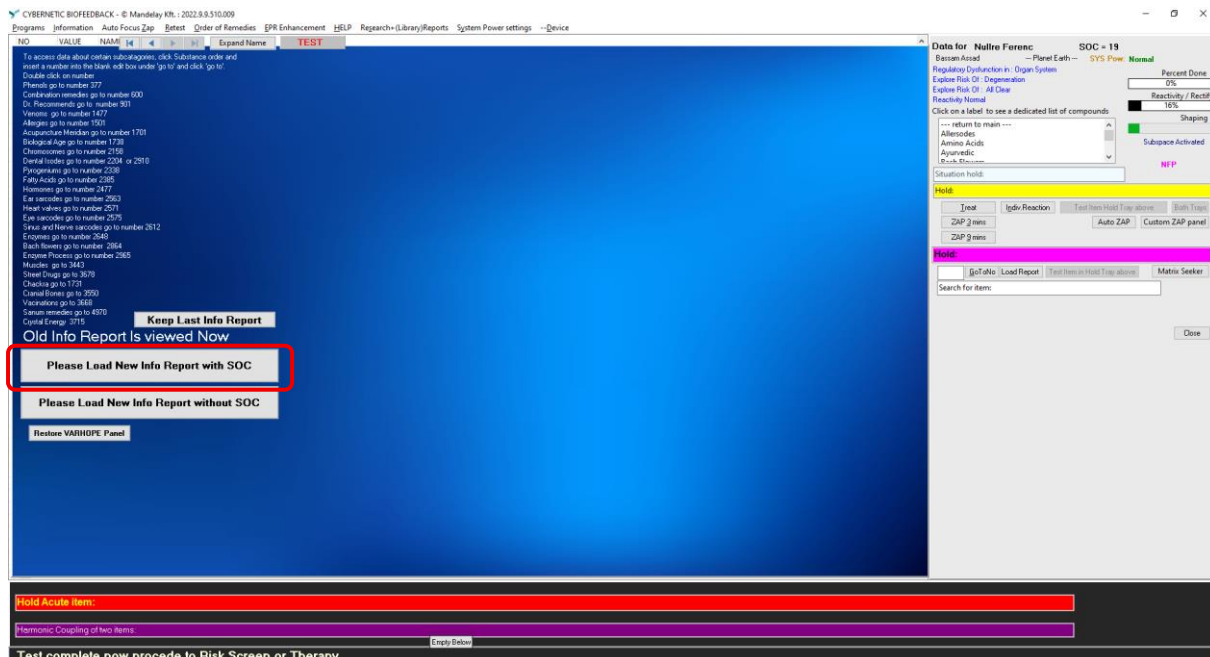 CYBERNETIC BIOFEEDBACK - © Mandelay Kft. : 2022.9.9.510.009
Programs Information Auto Focus Zap Retest Order of Remedies EPR Enhancement HELP Research+(Library)Reports System Power settings --Device
NO VALUE NAME Expand Name TEST
To access data about certain subcatagories, click Substance order and
insert a number into the blank edit box under 'go to' and click 'go to'.
Double click on number
Phenols go to number 377
Combination remedies go to number 600
Dr. Recommends go to number 901
Venoms go to number 1477
Allergies go to number 1501
Acupuncture Meridian go to number 1701
Biological Age go to number 1738
Chromosomes go to number 2158
Dental Isodes go to number 2204 or 2910
Pyrogeniums go to number 2338
Fatty Acids go to number 2385
Hormones go to number 2477
Ear sarcodes go to number 2563
Heart valves go to number 2571
Eye sarcodes go to number 2575
Sinus and Nerve sarcodes go to number 2612
Enzymes go to number 2648
Bach flowers go to number 2864
Enzyme Process go to number 2965
Muscles go to 3443
Street Drugs go to 3678
Chackra go to 1731
Cranial Bones go to 3550
Vacinations go to 3668
Sanum remedies go to 4970
Crystal Energy 3715
Keep Last Info Report
Old Info Report Is viewed Now
Please Load New Info Report with SOC
Please Load New Info Report without SOC
Restore VARHOPE Panel
Data for Nullre Ferenc SOC = 19
Bassam Assad --- Planet Earth --- SYS Pow: Normal
Regulatory Dysfunction in : Organ System
Explore Risk Of : Degeneration
Explore Risk Of : All Clear
Reactivity Normal
Percent Done
0%
Reactivity / Rectif
16%
Shaping
Subspace Activated
NFP
Click on a label to see a dedicated list of compounds
--- return to main ---
Allersodes
Amino Acids
Ayurvedic
Bach Flowers
Situation hold:
Hold:
Treat Indiv.Reaction Test Item Hold Tray above Both Trays
ZAP 3 mins Auto ZAP Custom ZAP panel
ZAP 9 mins
Hold:
GoToNo Load Report Test Item in Hold Tray above Matrix Seeker
Search for item:
Close
Hold Acute item:
Harmonic Coupling of two items:
Empty Below
Test complete now procede to Risk Screen or Therapy